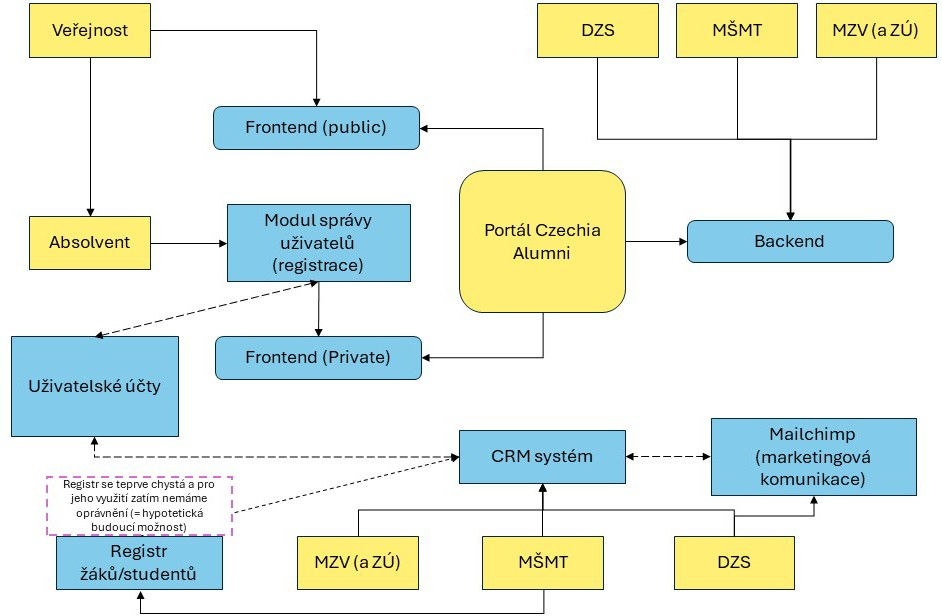 Veřejnost
DZS
MŠMT
MZV (a ZÚ)
Frontend (public)
Absolvent
Modul správy
uživatelů
(registrace)
Portál Czechia
Alumni
Backend
Frontend (Private)
Uživatelské účty
CRM systém
Mailchimp
(marketingová
komunikace)
Registr se teprve chystá a pro
jeho využití zatím nemáme
oprávnění (= hypotetická
budoucí možnost)
Registr
žáků/studentů
MZV (a ZÚ)
MŠMT
DZS